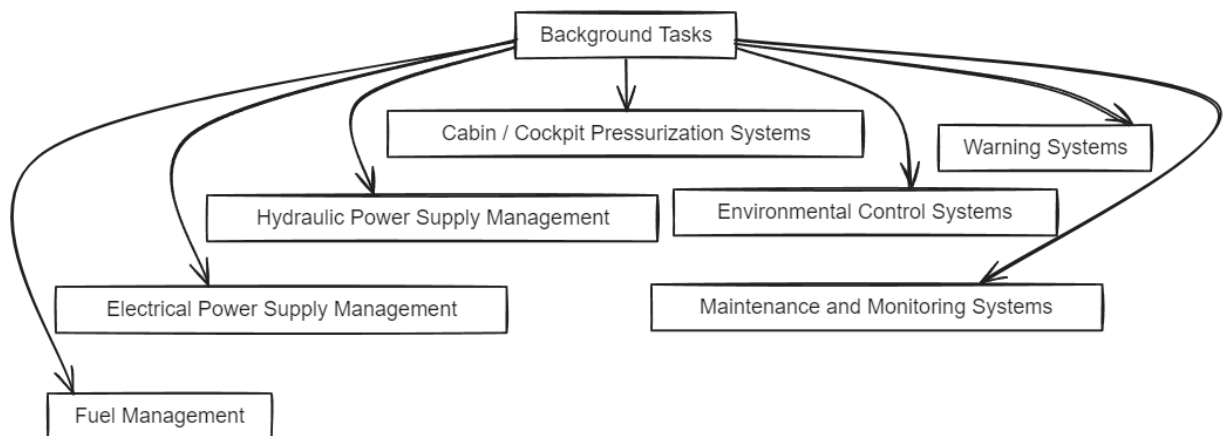 Background Tasks
Cabin / Cockpit Pressurization Systems
Warning Systems
Hydraulic Power Supply Management
Environmental Control Systems
Electrical Power Supply Management
Maintenance and Monitoring Systems
Fuel Management